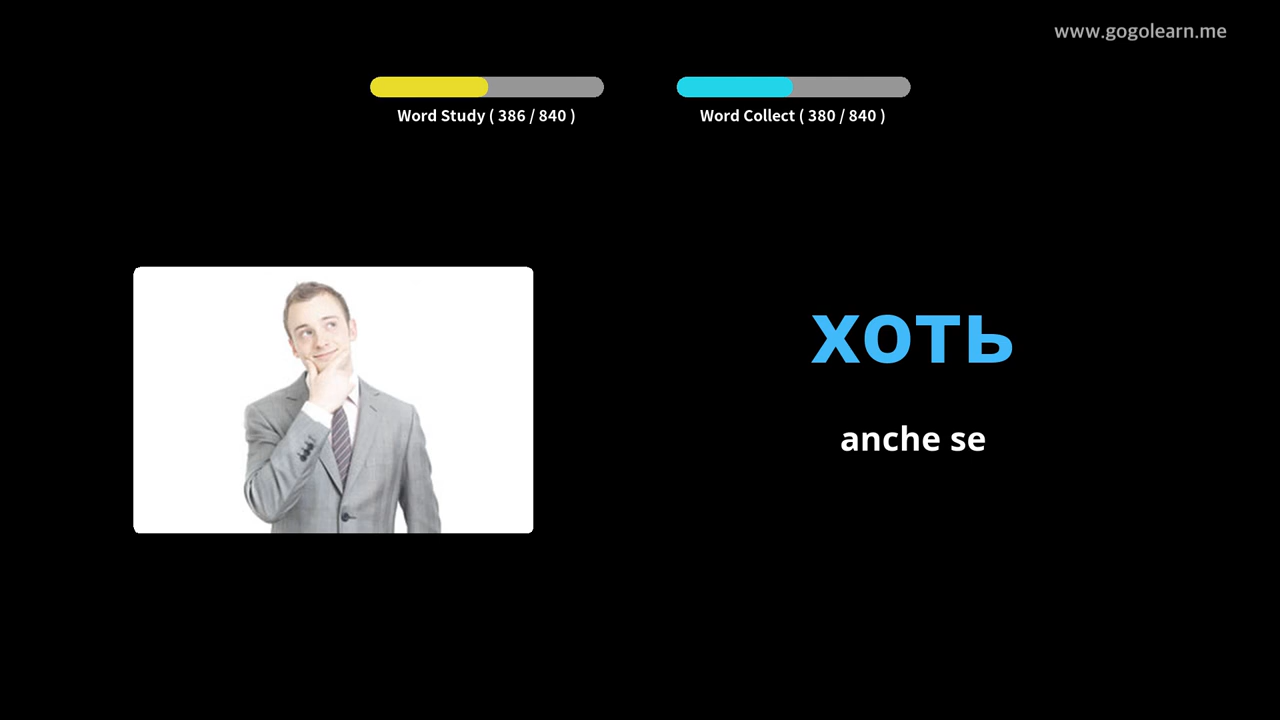 www.gogolearn.me
Word Study ( 386 / 840 )
Word Collect ( 380 / 840 )
хоть
anche se